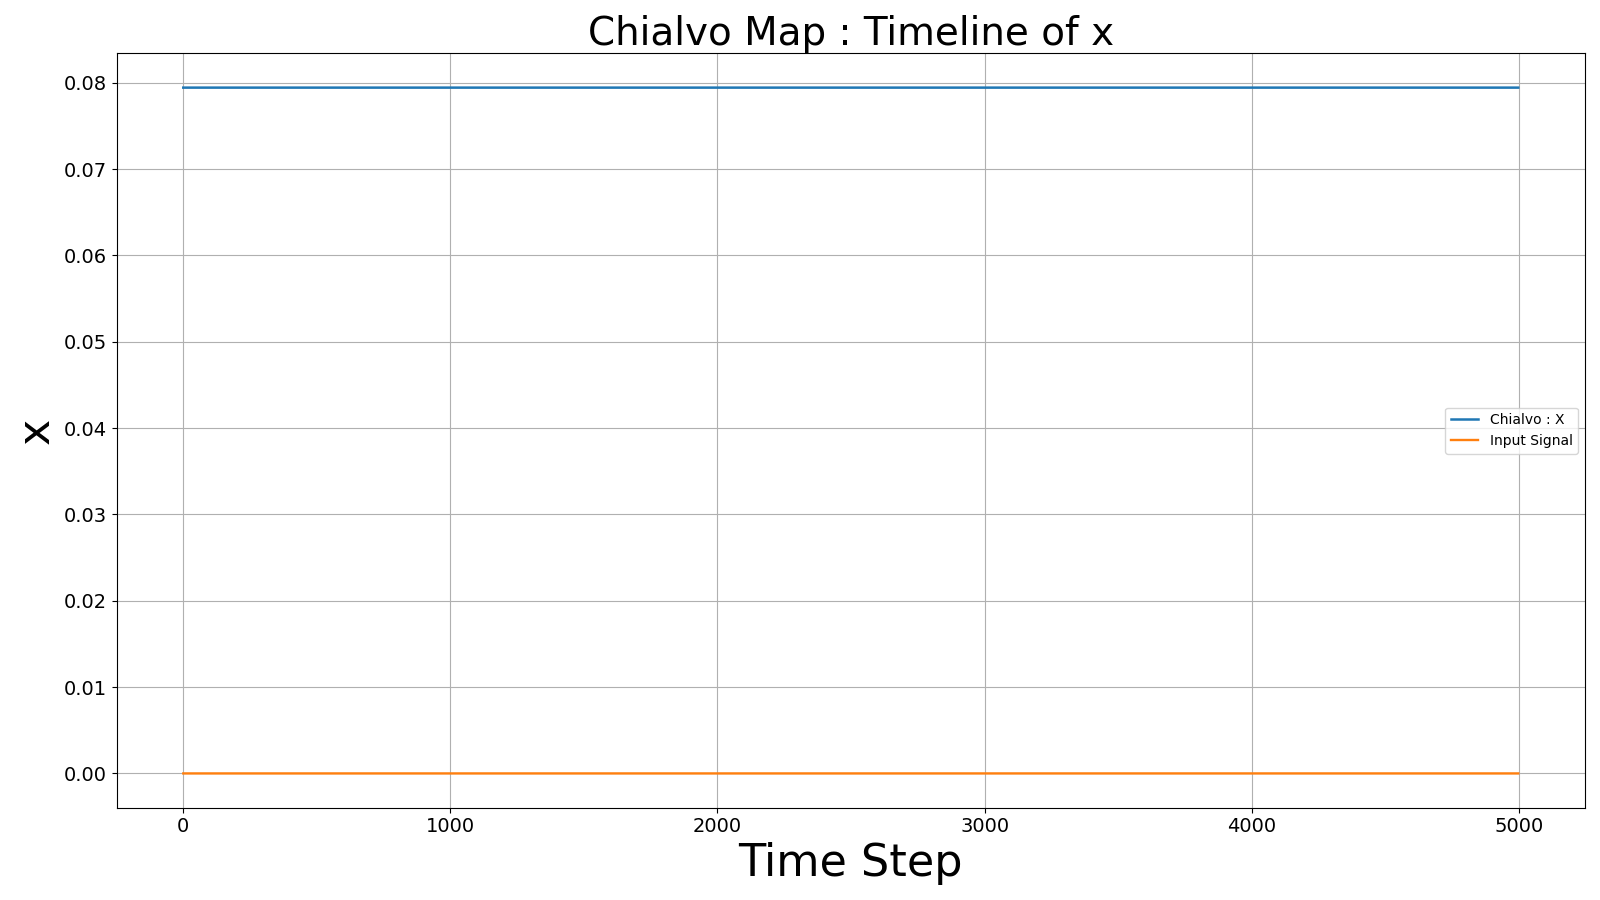 Chialvo Map : Timeline of x
0.08
0.07
0.06
0.05
0.04
0.03
0.02
0.01
0.00
x
Chialvo : X
Input Signal
0 1000 2000 3000 4000 5000
Time Step